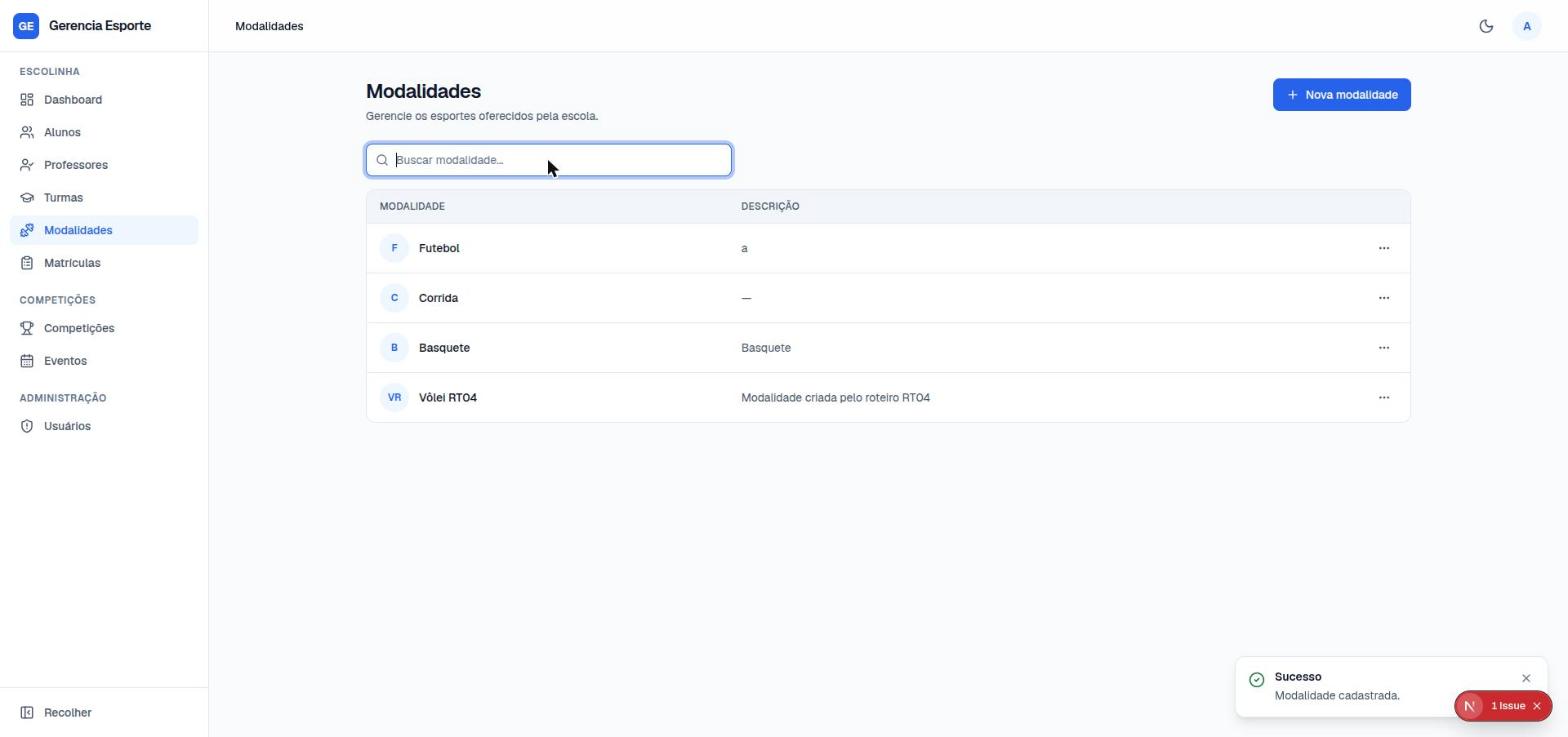 GE Gerencia Esporte
Modalidades
A
ESCOLINHA
Dashboard
Alunos
Professores
Turmas
Modalidades
Matrículas
COMPETIÇÕES
Competições
Eventos
ADMINISTRAÇÃO
Usuários
Recolher
Modalidades
Gerencie os esportes oferecidos pela escola.
+ Nova modalidade
Buscar modalidade...
MODALIDADE DESCRIÇÃO
F Futebol a ...
C Corrida — ...
B Basquete Basquete ...
VR Vôlei RT04 Modalidade criada pelo roteiro RT04 ...
Sucesso
Modalidade cadastrada.
N 1 Issue